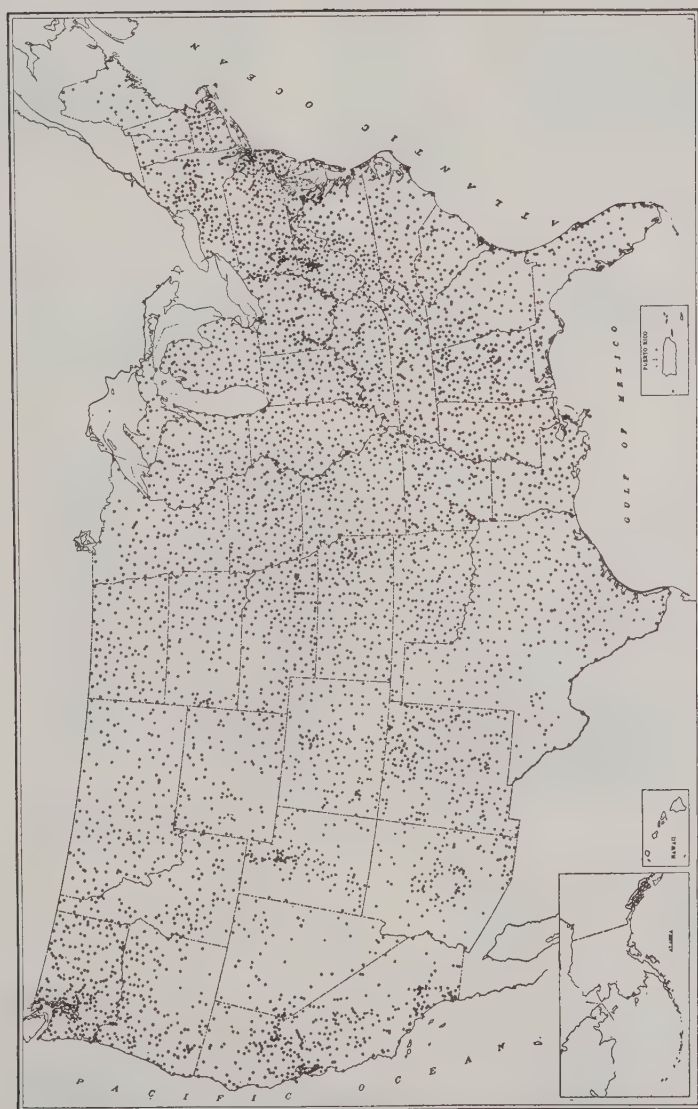 ATLANTIC OCEAN
GULF OF MEXICO
PUERTO RICO
HAWAII
ALASKA
PACIFIC OCEAN